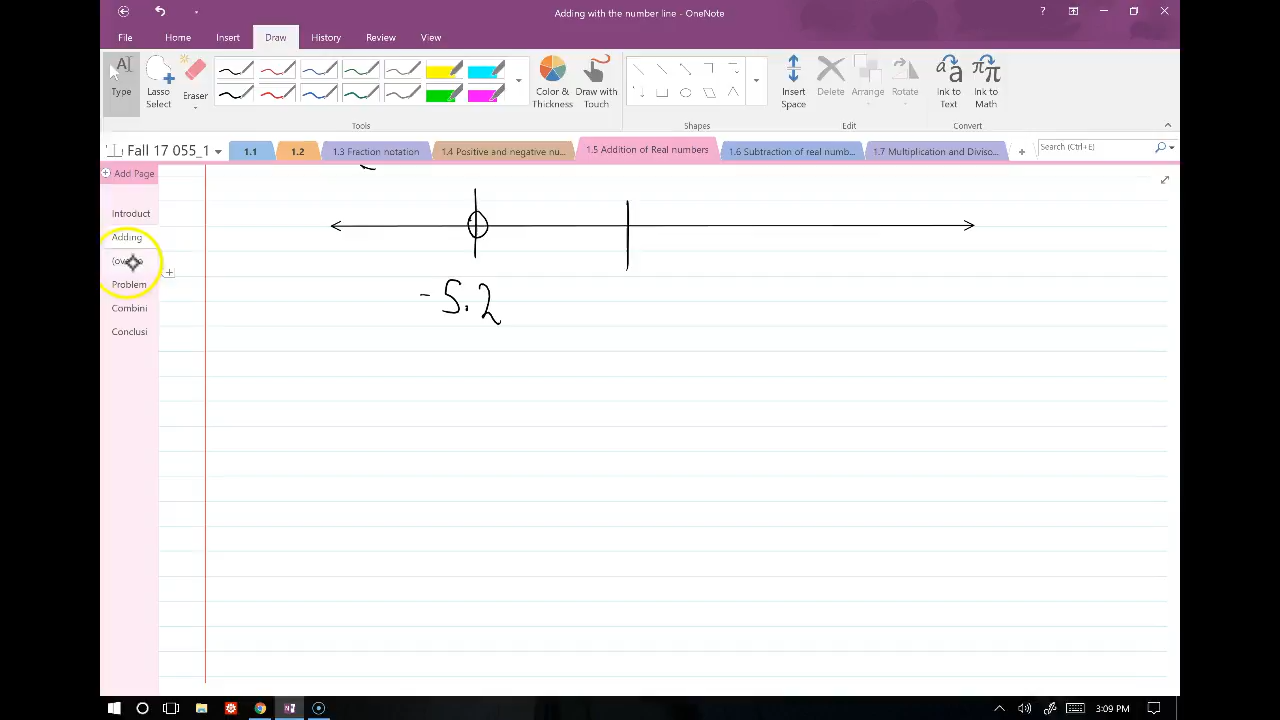 Adding with the number line - OneNote
?
File Home Insert Draw History Review View
Type
Lasso Select
Eraser
Color & Thickness
Draw with Touch
Insert Space
Delete
Arrange
Rotate
Ink to Text
Ink to Math
Tools Shapes Edit Convert
Fall 17 055_1 1.1 1.2 1.3 Fraction notation 1.4 Positive and negative nu... 1.5 Addition of Real numbers 1.6 Subtraction of real numb... 1.7 Multiplication and Diviso... Search (Ctrl+E)
Add Page
Introduct
Adding
Problem
Combini
Conclusi
-5.2
3:09 PM